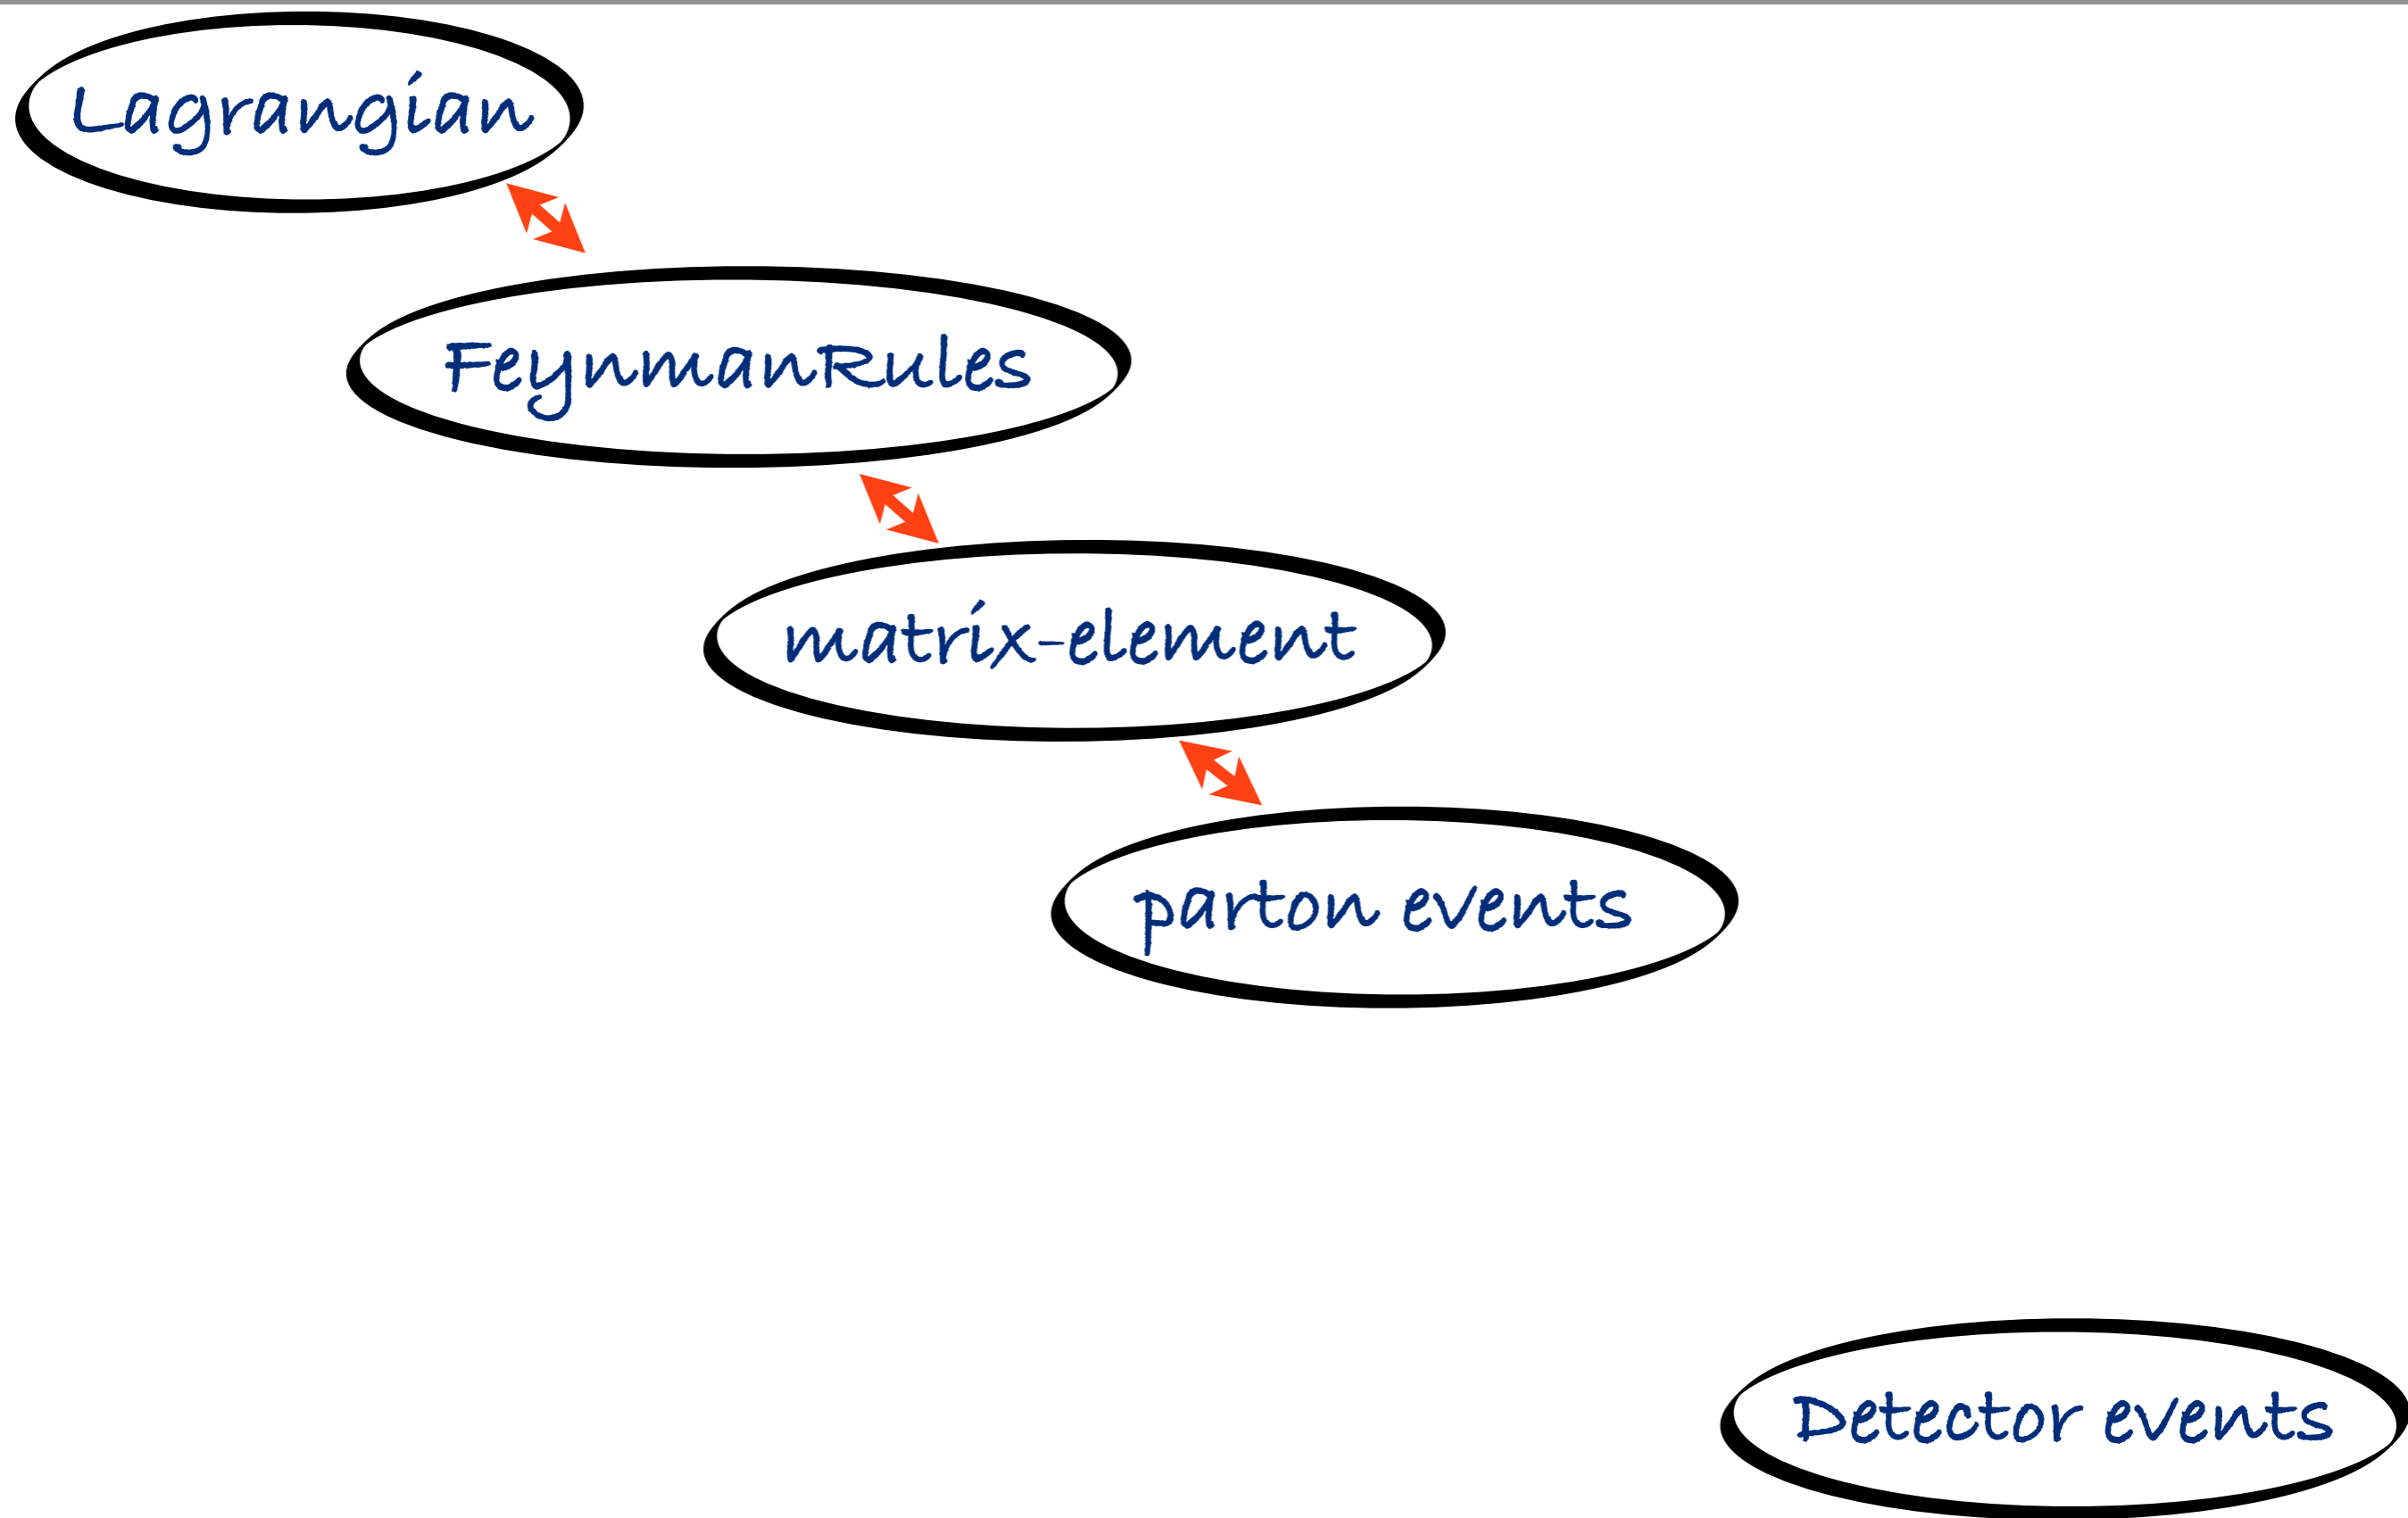 Lagrangian
FeynmanRules
matrix-element
parton events
Detector events